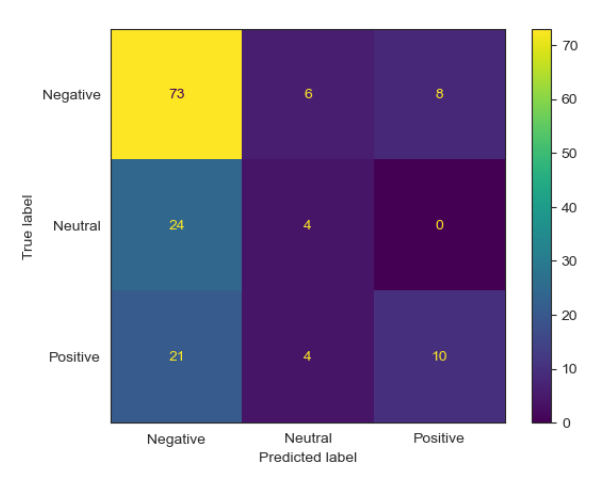 Negative 73 6 8
Neutral 24 4 0
Positive 21 4 10
Negative Neutral Positive
Predicted label
True label
70
60
50
40
30
20
10
0